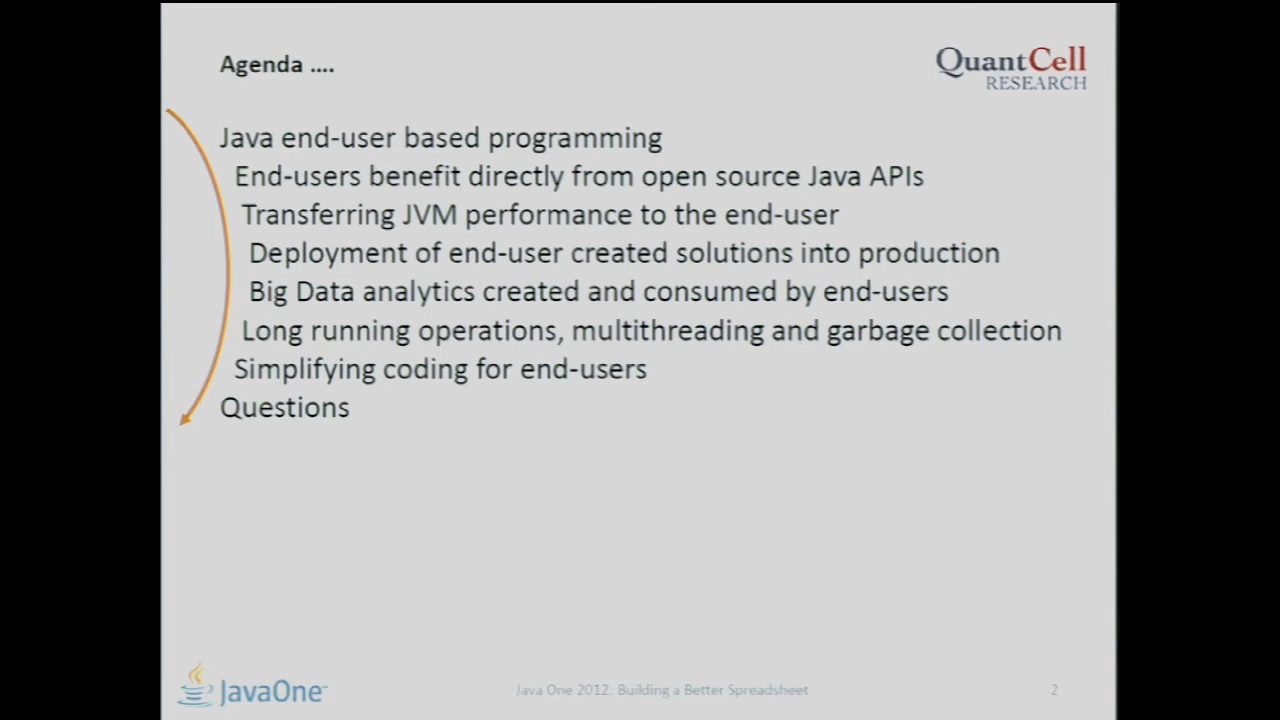 Agenda ....
QuantCell
RESEARCH
Java end-user based programming
End-users benefit directly from open source Java APIs
Transferring JVM performance to the end-user
Deployment of end-user created solutions into production
Big Data analytics created and consumed by end-users
Long running operations, multithreading and garbage collection
Simplifying coding for end-users
Questions
JavaOne™
Java One 2012: Building a Better Spreadsheet
2